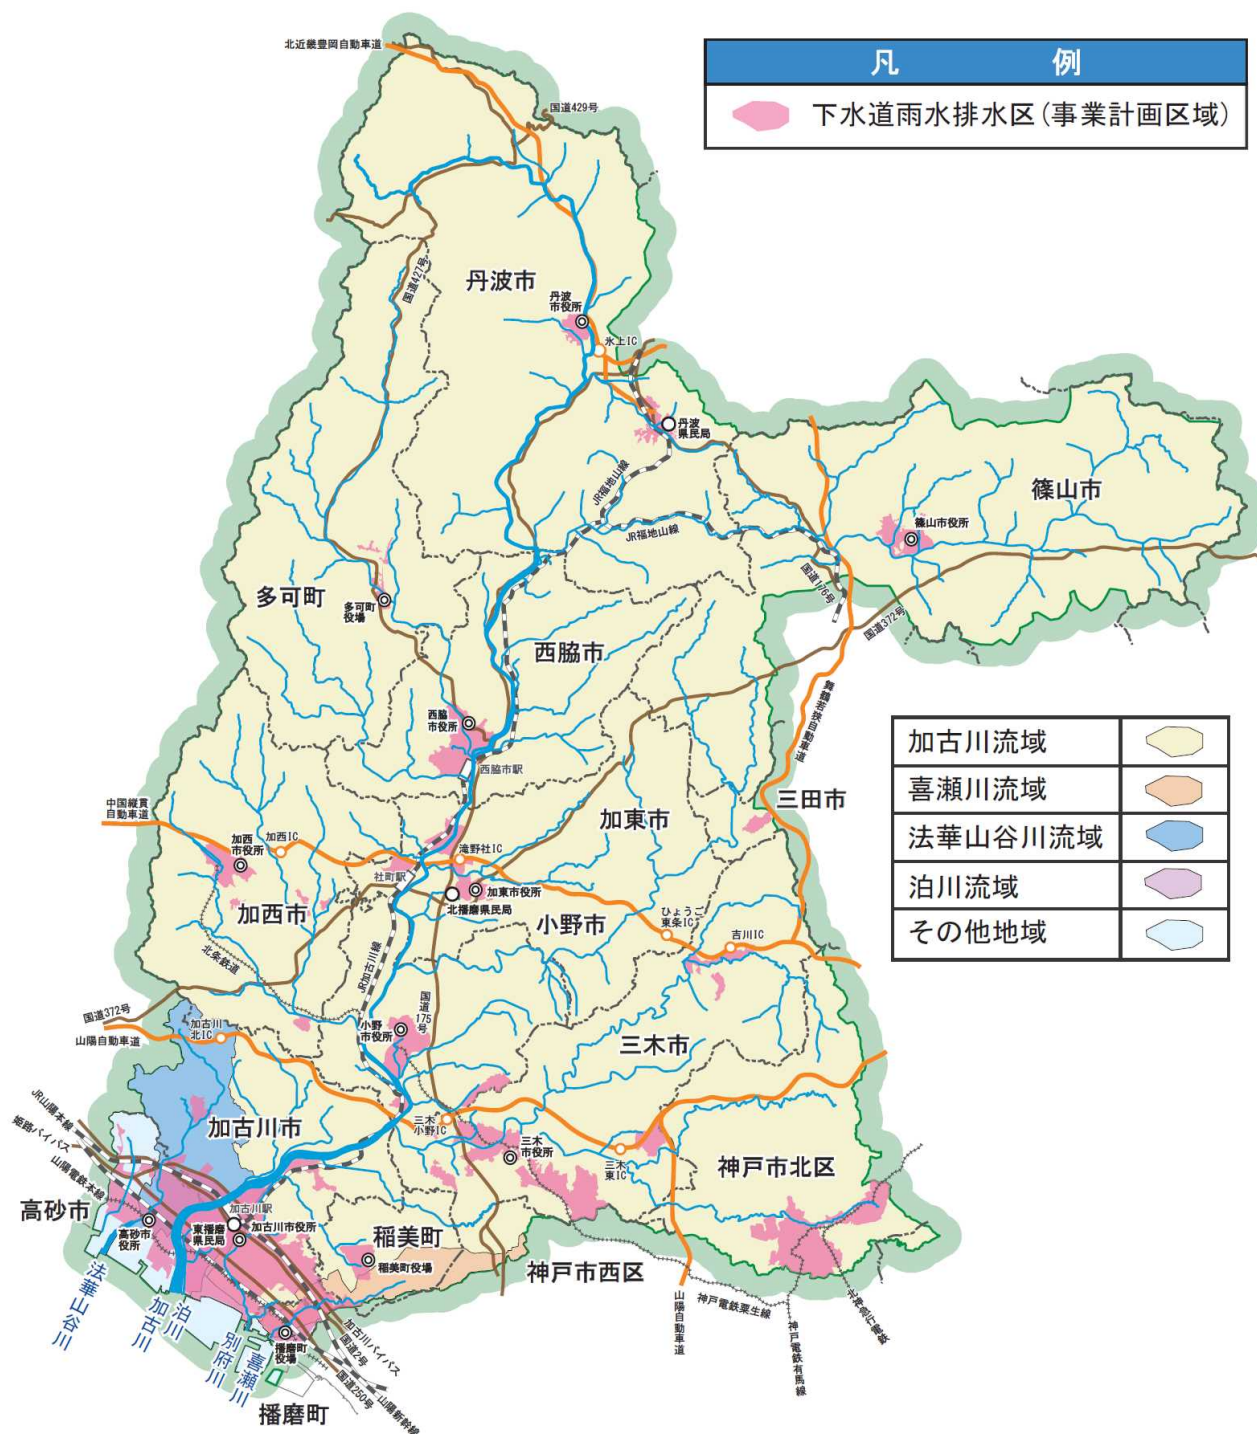 北近畿豊岡自動車道
凡 例
下水道雨水排水区(事業計画区域)
国道429号
国道427号
丹波市
丹波
市役所
氷上IC
丹波
県民局
JR福地山線
JR福地山線
篠山市
篠山市役所
国道176号
国道372号
多可町
多可町
役場
西脇市
西脇
市役所
西脇市駅
舞鶴若狭自動車道
加古川流域
喜瀬川流域
法華山谷川流域
泊川流域
その他地域
三田市
中国縦貫
自動車道
加西
市役所
加西IC
加東市
滝野社IC
社町駅
加東市役所
北播磨県民局
加西市
小野市
ひょうご
東条IC
吉川IC
北条鉄道
JR加古川線
国道175号
国道372号
山陽自動車道
加古川
北IC
小野
市役所
三木市
JR山陽本線
姫路バイパス
山陽電鉄本線
加古川市
三木
小野IC
三木
市役所
三木
東IC
神戸市北区
高砂市
高砂市
役所
加古川駅
東播磨
県民局
加古川市役所
稲美町
稲美町役場
神戸市西区
神戸電鉄粟生線
山陽自動車道
神戸電鉄有馬線
北神急行電鉄
法華山谷川
加古川
泊川
別府川
喜瀬川
播磨町
役場
加古川バイパス
国道2号
国道250号
山陽新幹線
播磨町